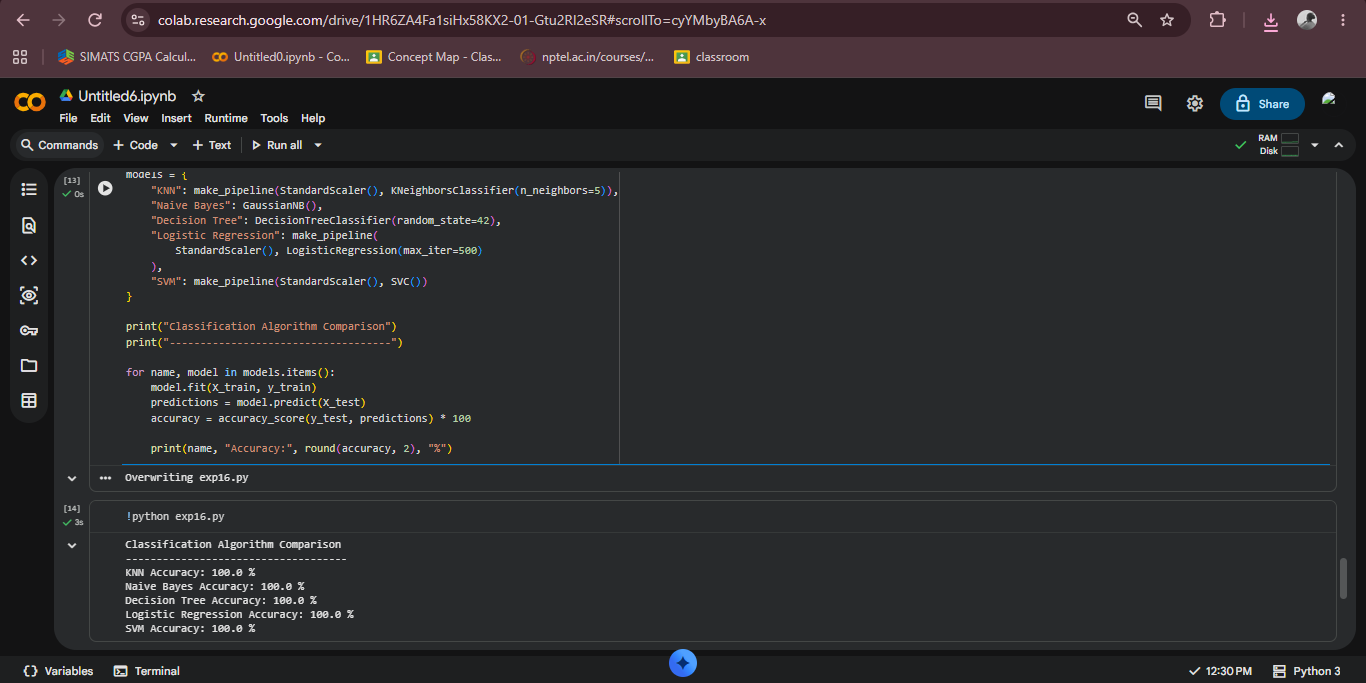 colab.research.google.com/drive/1HR6ZA4Fa1siHx58KX2-01-Gtu2RI2eSR#scrollTo=cyYMbyBA6A-x
SIMATS CGPA Calcul... Untitled0.ipynb - Co... Concept Map - Clas... nptel.ac.in/courses/... classroom
Untitled6.ipynb
File Edit View Insert Runtime Tools Help
Share
Commands + Code + Text Run all
RAM
Disk
[13]
0s
models = {
"KNN": make_pipeline(StandardScaler(), KNeighborsClassifier(n_neighbors=5)),
"Naive Bayes": GaussianNB(),
"Decision Tree": DecisionTreeClassifier(random_state=42),
"Logistic Regression": make_pipeline(
StandardScaler(), LogisticRegression(max_iter=500)
),
"SVM": make_pipeline(StandardScaler(), SVC())
}
print("Classification Algorithm Comparison")
print("------------------------------------")
for name, model in models.items():
model.fit(X_train, y_train)
predictions = model.predict(X_test)
accuracy = accuracy_score(y_test, predictions) * 100
print(name, "Accuracy:", round(accuracy, 2), "%")
Overwriting exp16.py
[14]
3s
!python exp16.py
Classification Algorithm Comparison
------------------------------------
KNN Accuracy: 100.0 %
Naive Bayes Accuracy: 100.0 %
Decision Tree Accuracy: 100.0 %
Logistic Regression Accuracy: 100.0 %
SVM Accuracy: 100.0 %
{} Variables Terminal 12:30 PM Python 3